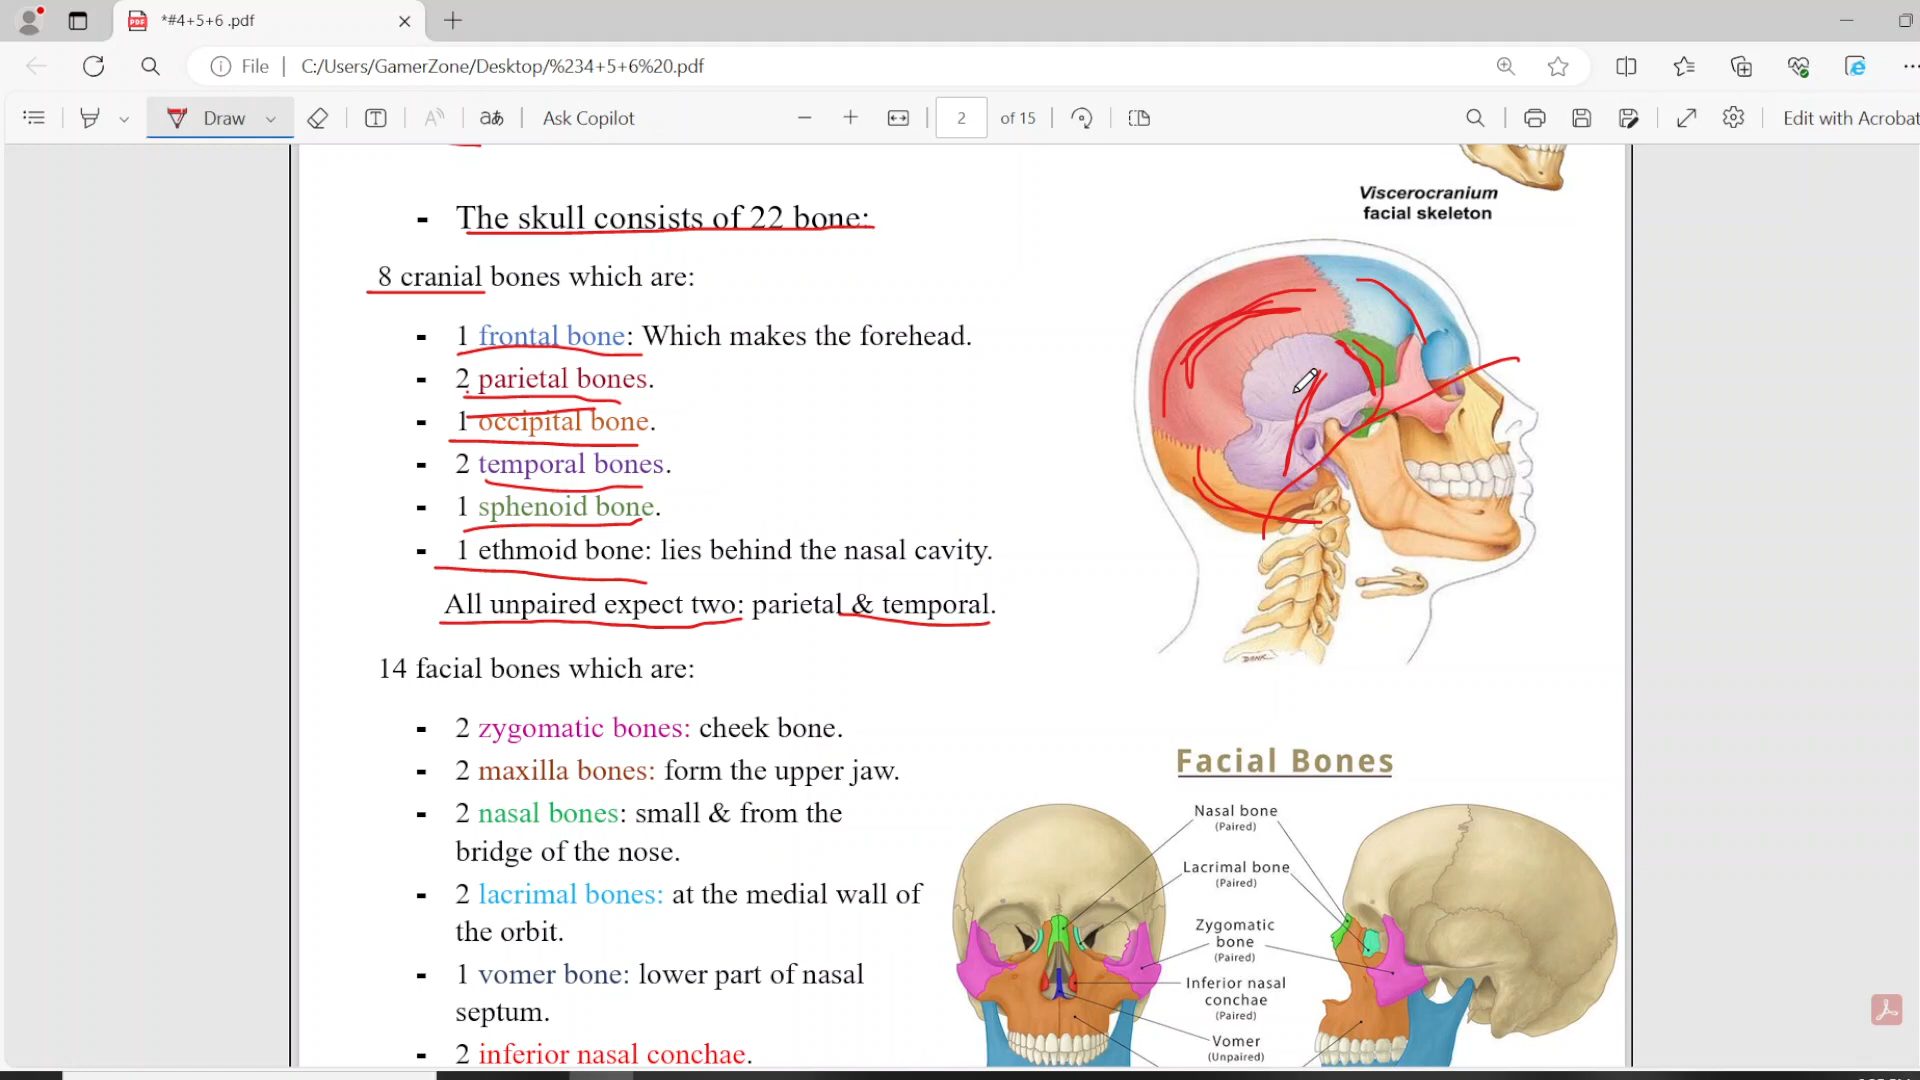 *#4+5+6 .pdf
File
C:/Users/GamerZone/Desktop/%234+5+6%20.pdf
Draw
aあ
Ask Copilot
2
of 15
Edit with Acrobat
Viscerocranium
facial skeleton
- The skull consists of 22 bone:
8 cranial bones which are:
- 1 frontal bone: Which makes the forehead.
- 2 parietal bones.
- 1 occipital bone.
- 2 temporal bones.
- 1 sphenoid bone.
- 1 ethmoid bone: lies behind the nasal cavity.
All unpaired expect two: parietal & temporal.
14 facial bones which are:
- 2 zygomatic bones: cheek bone.
- 2 maxilla bones: form the upper jaw.
- 2 nasal bones: small & from the
bridge of the nose.
- 2 lacrimal bones: at the medial wall of
the orbit.
- 1 vomer bone: lower part of nasal
septum.
- 2 inferior nasal conchae.
Facial Bones
Nasal bone
(Paired)
Lacrimal bone
(Paired)
Zygomatic
bone
(Paired)
Inferior nasal
conchae
(Paired)
Vomer
(Unpaired)